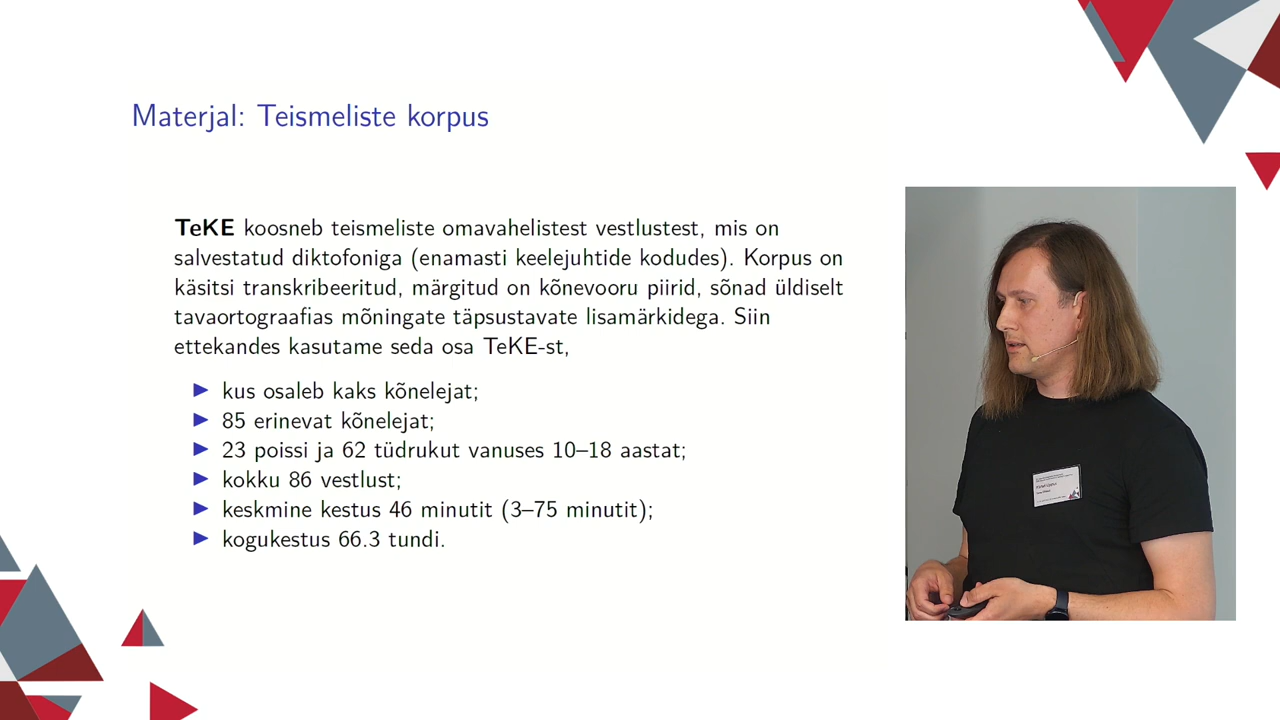 Materjal: Teismeliste korpus
TeKE koosneb teismeliste omavahelistest vestlustest, mis on
salvestatud diktofoniga (enamasti keelejuhtide kodudes). Korpus on
käsitsi transkribeeritud, märgitud on kõnevooru piirid, sõnad üldiselt
tavaortograafias mõningate täpsustavate lisamärkidega. Siin
ettekandes kasutame seda osa TeKE-st,
▶ kus osaleb kaks kõnelejat;
▶ 85 erinevat kõnelejat;
▶ 23 poissi ja 62 tüdrukut vanuses 10–18 aastat;
▶ kokku 86 vestlust;
▶ keskmine kestus 46 minutit (3–75 minutit);
▶ kogukestus 66.3 tundi.